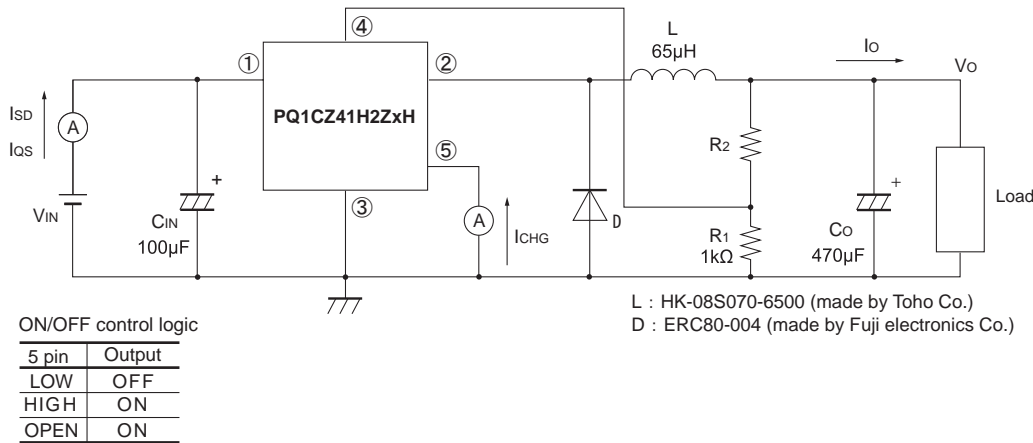 ④
L
65μH
IO
VO
①
②
PQ1CZ41H2ZxH
ISD
A
IQS
⑤
R2
VIN
CIN
100μF
③
A
ICHG
D
R1
1kΩ
CO
470μF
Load
L : HK-08S070-6500 (made by Toho Co.)
D : ERC80-004 (made by Fuji electronics Co.)
ON/OFF control logic
5 pin Output
LOW OFF
HIGH ON
OPEN ON